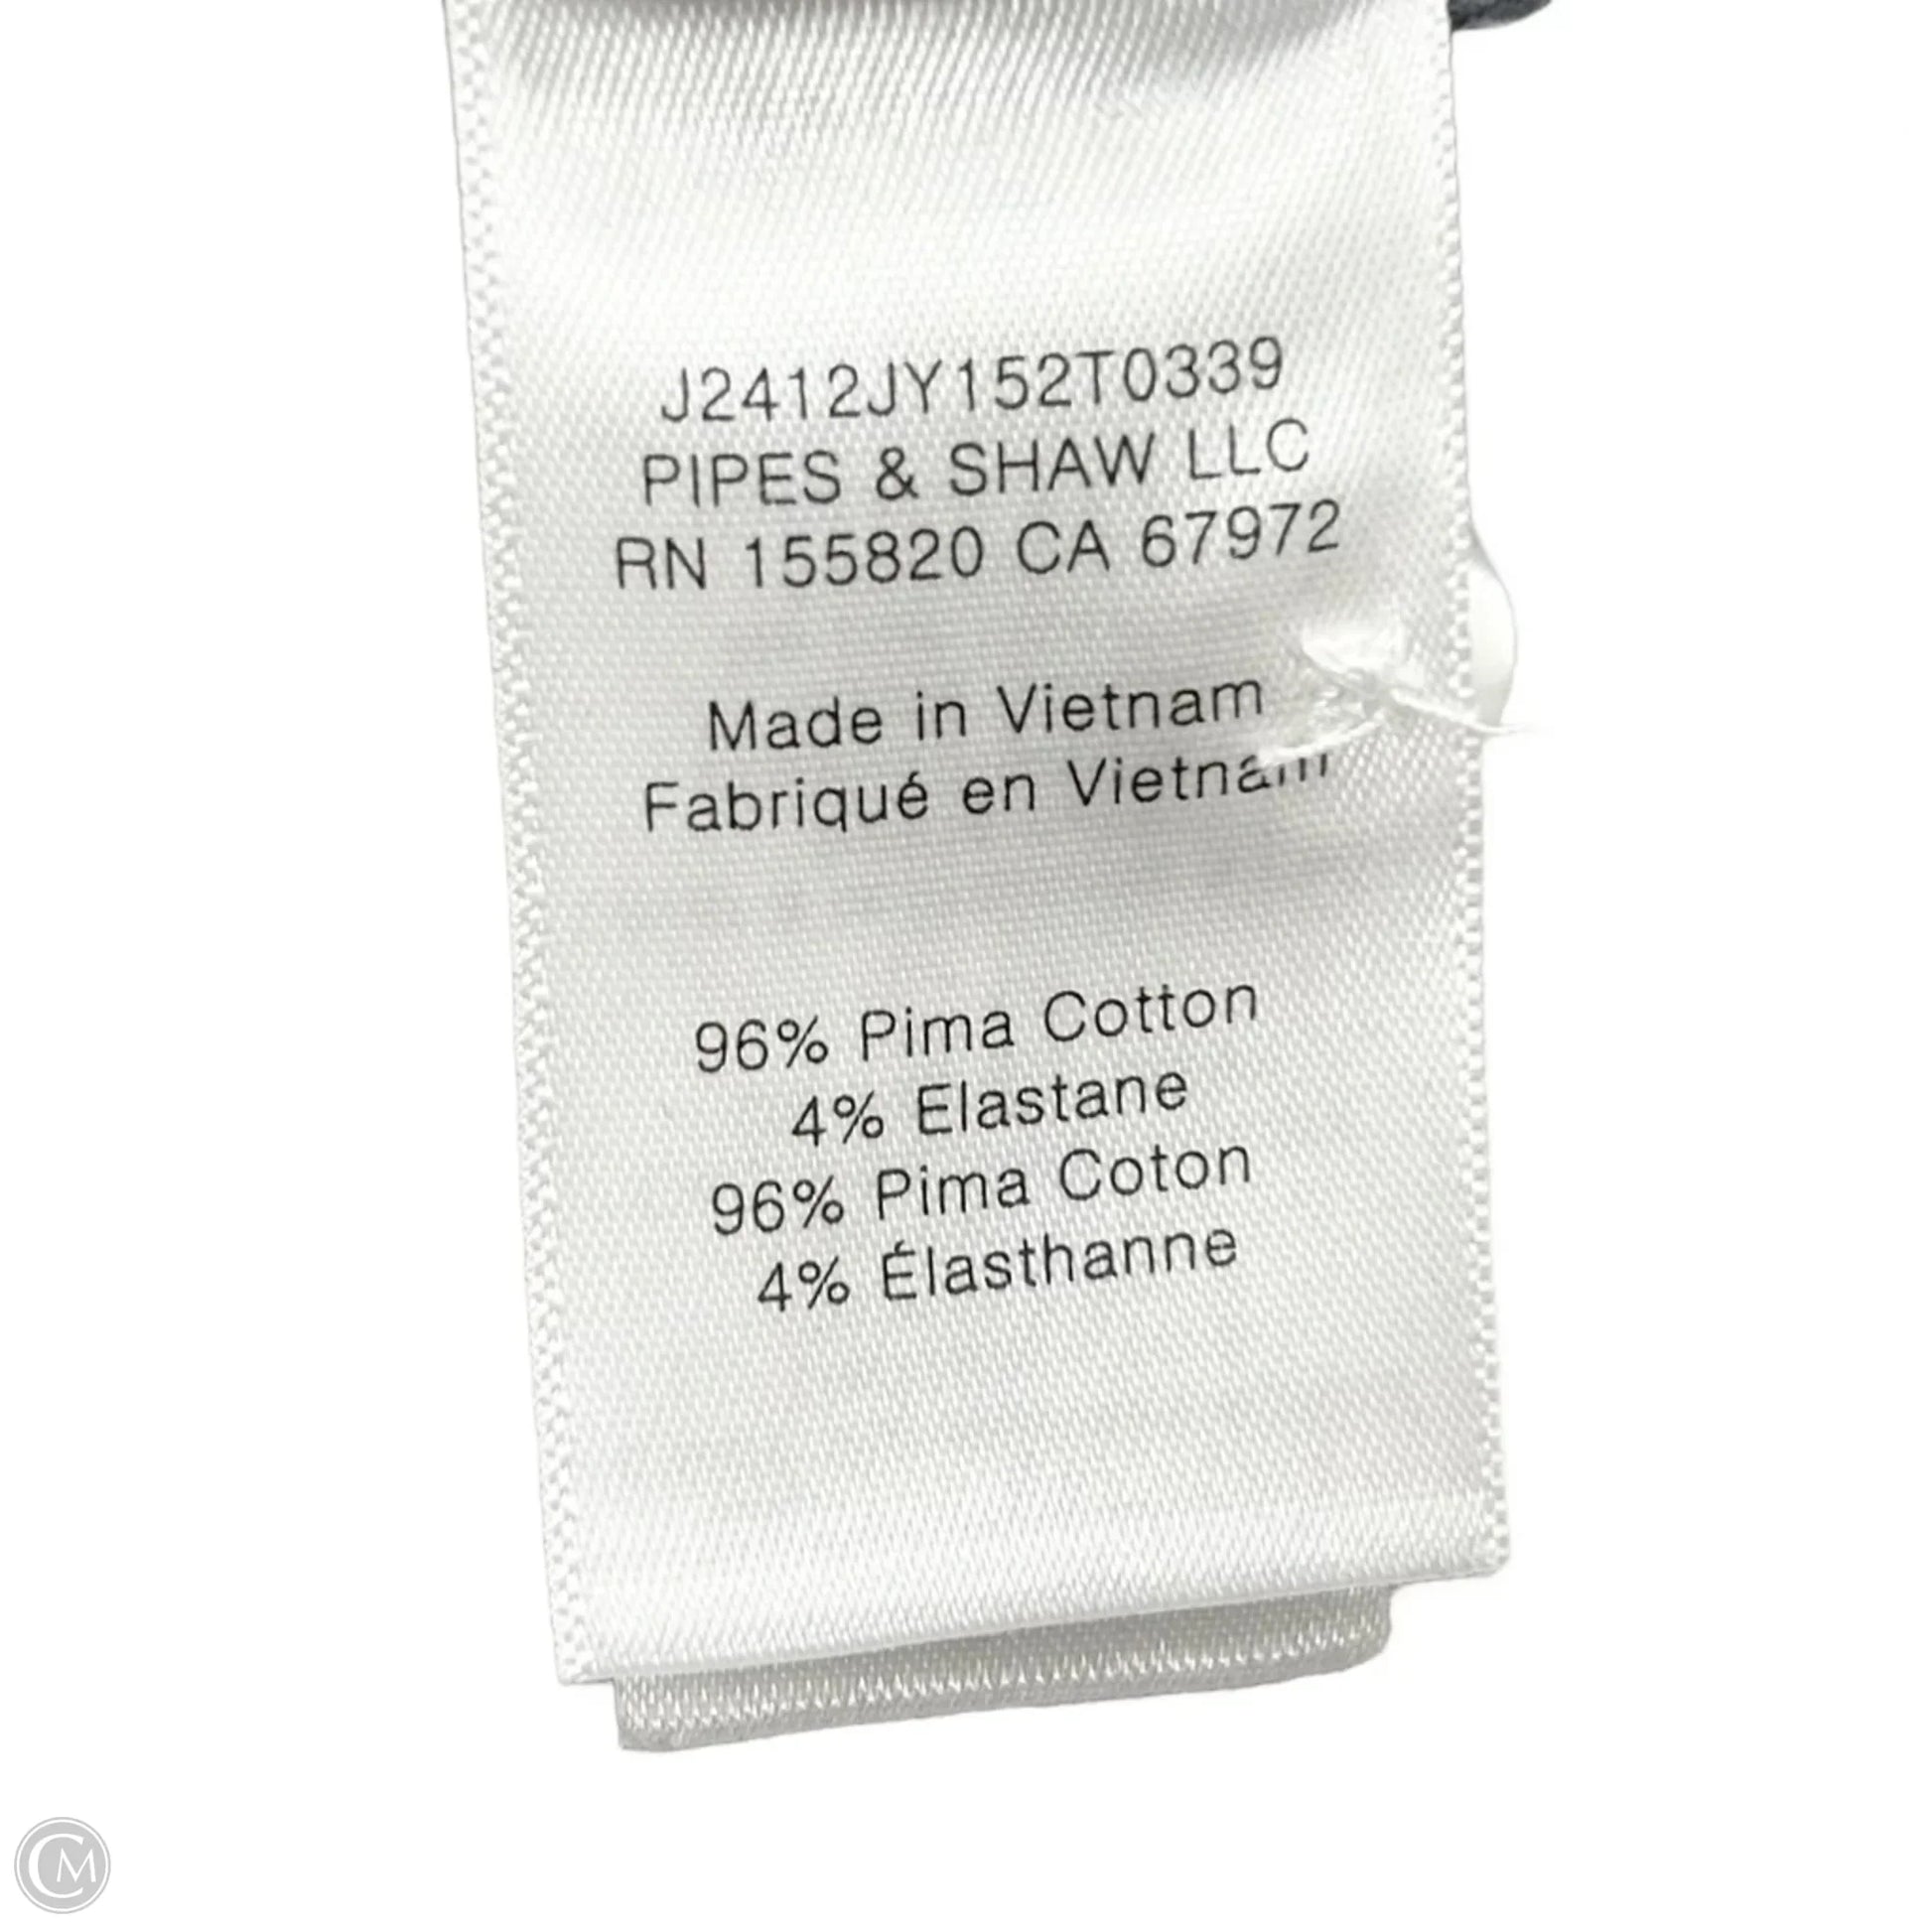 J2412JY152T0339
PIPES & SHAW LLC
RN 155820 CA 67972
Made in Vietnam
Fabriqué en Vietnam
96% Pima Cotton
4% Elastane
96% Pima Coton
4% Élasthanne
CM